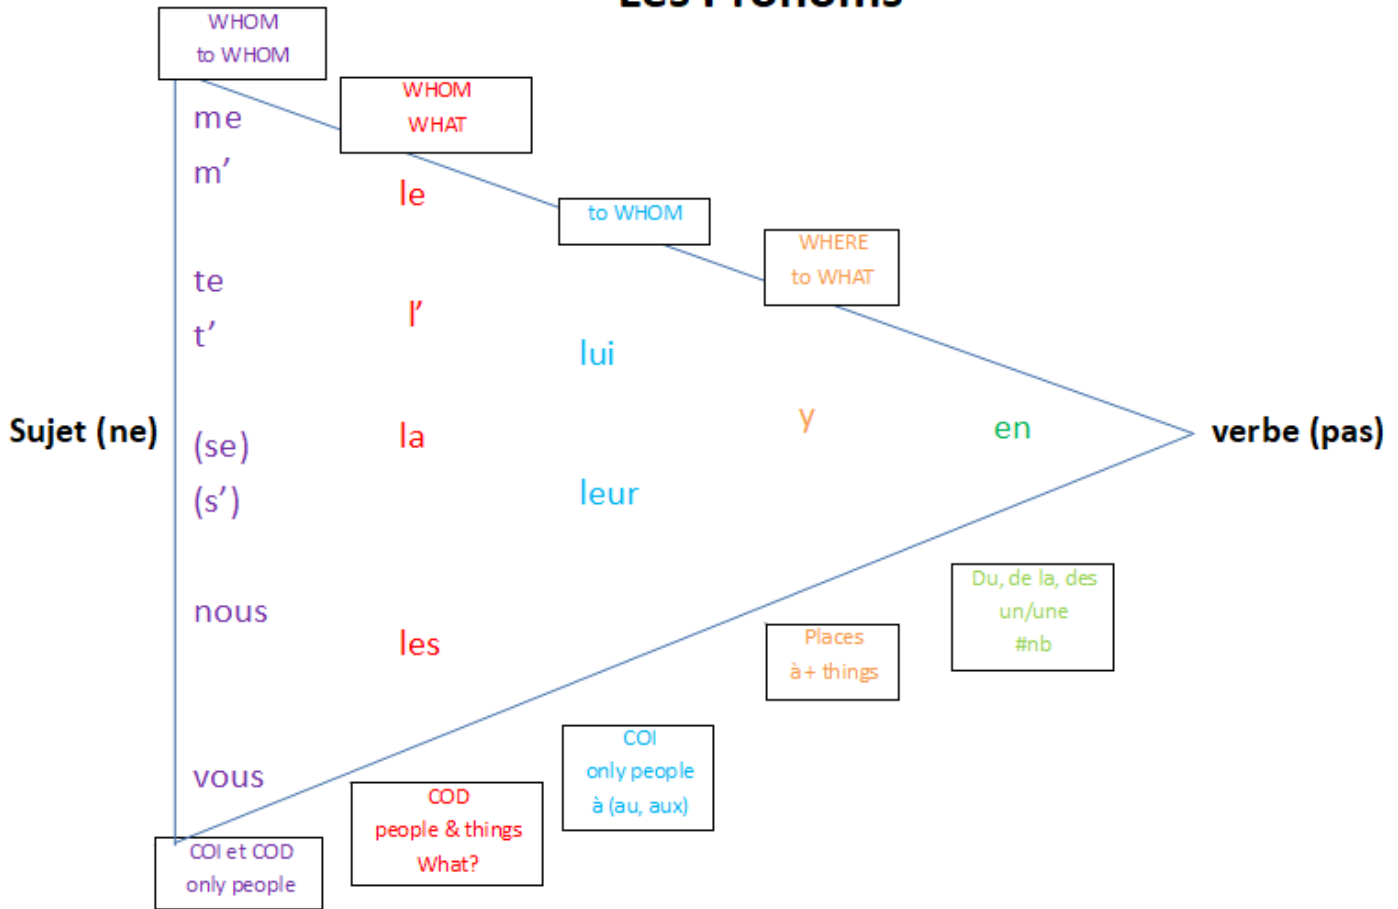 Les Pronoms
WHOM
to WHOM
WHOM
WHAT
to WHOM
WHERE
to WHAT
me
m’
te
t’
(se)
(s’)
nous
vous
le
l’
la
les
lui
leur
y
en
Sujet (ne)
verbe (pas)
COI et COD
only people
COD
people & things
What?
COI
only people
à (au, aux)
Places
à + things
Du, de la, des
un/une
#nb